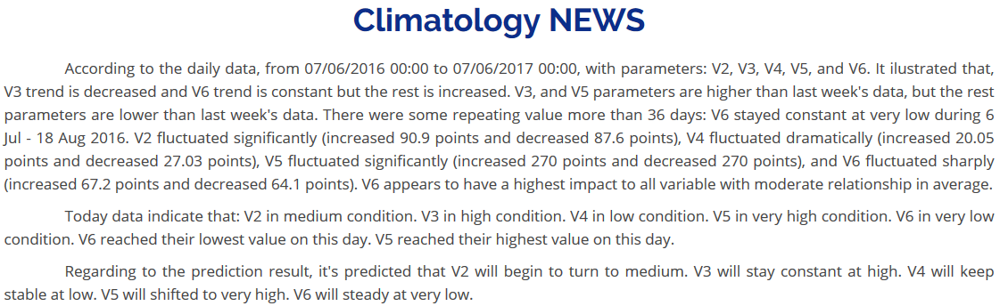 Climatology NEWS
According to the daily data, from 07/06/2016 00:00 to 07/06/2017 00:00, with parameters: V2, V3, V4, V5, and V6. It ilustrated that,
V3 trend is decreased and V6 trend is constant but the rest is increased. V3, and V5 parameters are higher than last week's data, but the rest
parameters are lower than last week's data. There were some repeating value more than 36 days: V6 stayed constant at very low during 6
Jul - 18 Aug 2016. V2 fluctuated significantly (increased 90.9 points and decreased 87.6 points), V4 fluctuated dramatically (increased 20.05
points and decreased 27.03 points), V5 fluctuated significantly (increased 270 points and decreased 270 points), and V6 fluctuated sharply
(increased 67.2 points and decreased 64.1 points). V6 appears to have a highest impact to all variable with moderate relationship in average.
Today data indicate that: V2 in medium condition. V3 in high condition. V4 in low condition. V5 in very high condition. V6 in very low
condition. V6 reached their lowest value on this day. V5 reached their highest value on this day.
Regarding to the prediction result, it's predicted that V2 will begin to turn to medium. V3 will stay constant at high. V4 will keep
stable at low. V5 will shifted to very high. V6 will steady at very low.